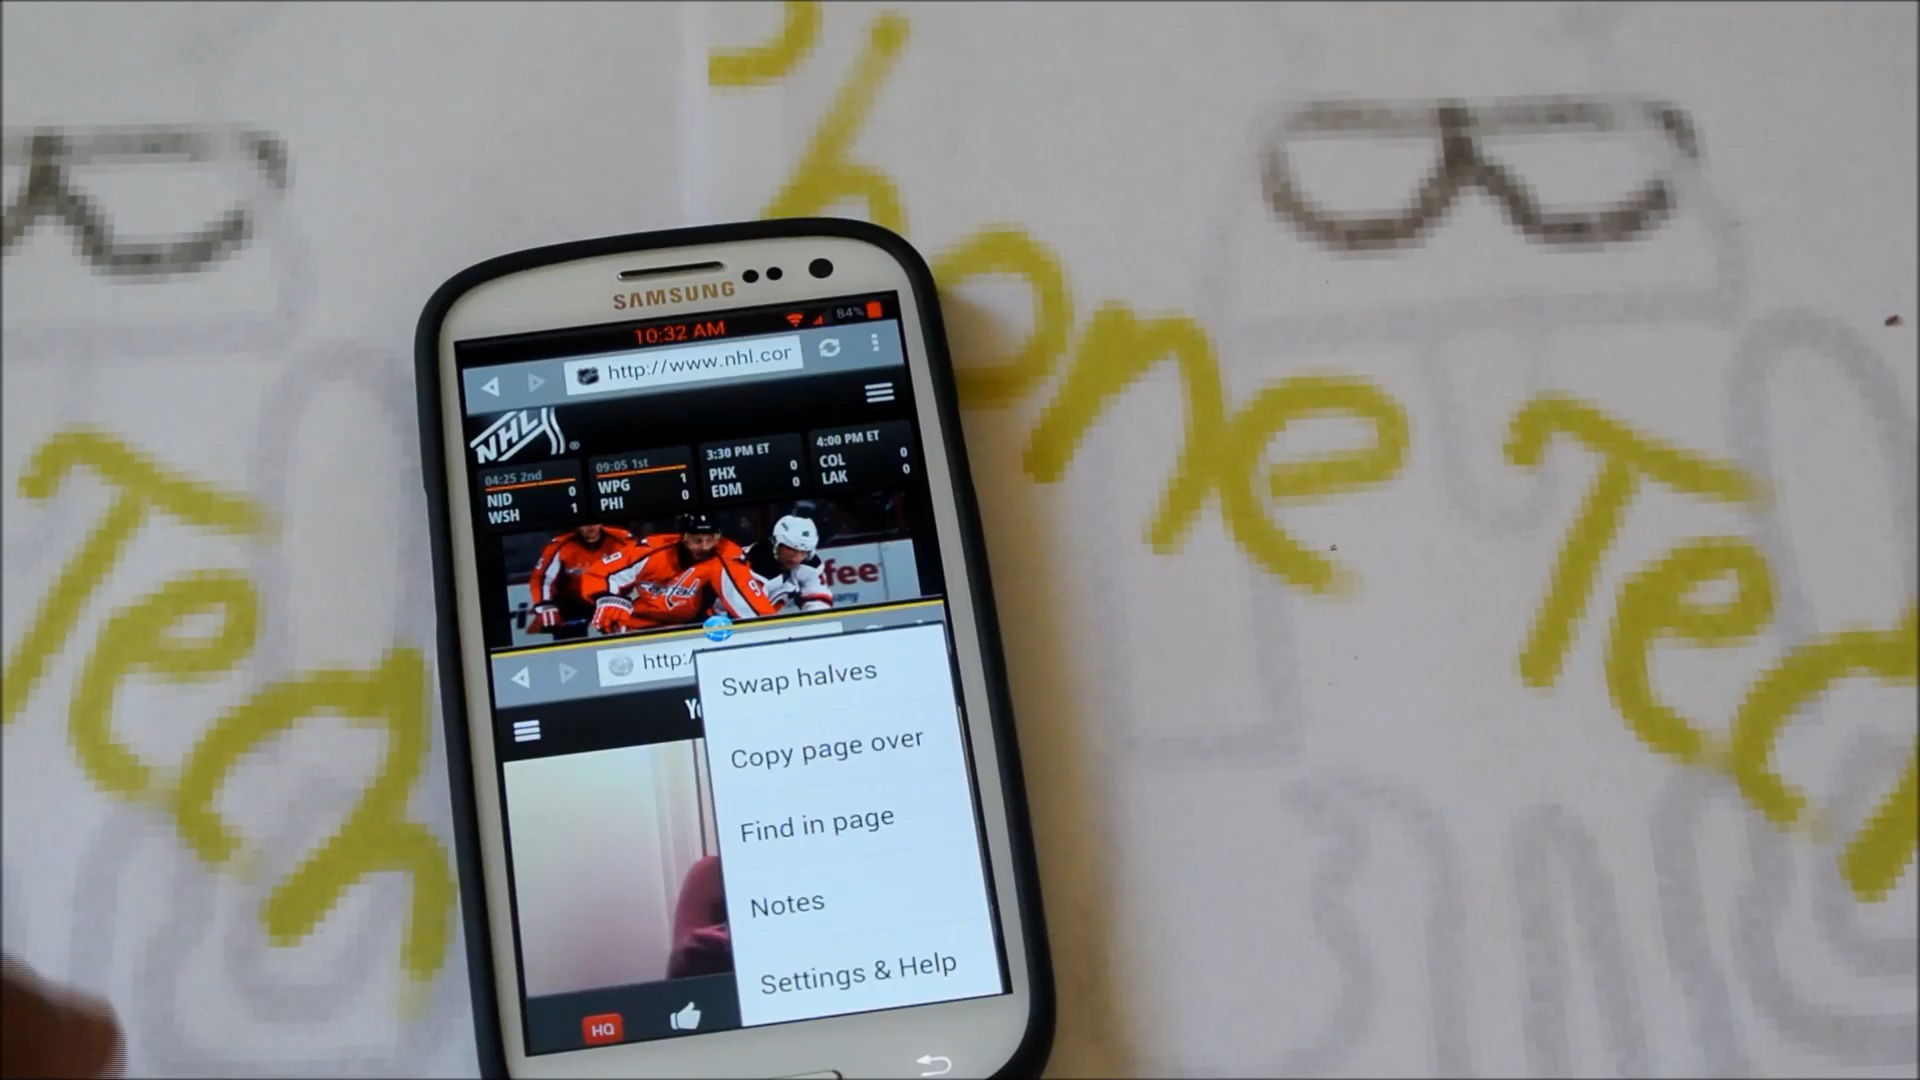 Phone Tech
Tech
SAMSUNG
10:32 AM
84%
http://www.nhl.cor
NHL
®
04:25 2nd
NJD 0
WSH 1
09:05 1st
WPG 1
PHI 0
3:30 PM ET
PHX 0
EDM 0
4:00 PM ET
COL 0
LAK 0
http:/
Swap halves
Copy page over
Find in page
Notes
Settings & Help
HQ